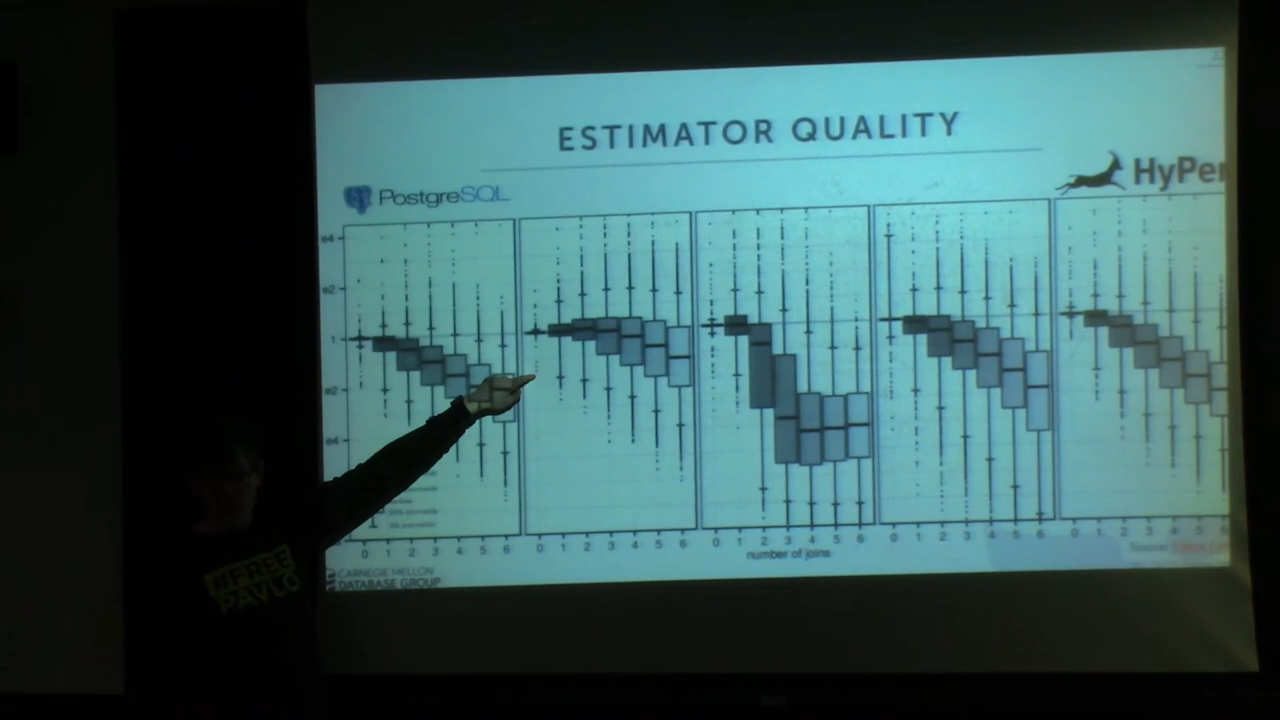 ESTIMATOR QUALITY
PostgreSQL
HyPer
e4
e2
1
e2
e4
0 1 2 3 4 5 6
0 1 2 3 4 5 6
0 1 2 3 4 5 6
0 1 2 3 4 5 6
0 1 2 3 4 5
number of joins
Source:
CARNEGIE MELLON
DATABASE GROUP
#FREE
PAVLO